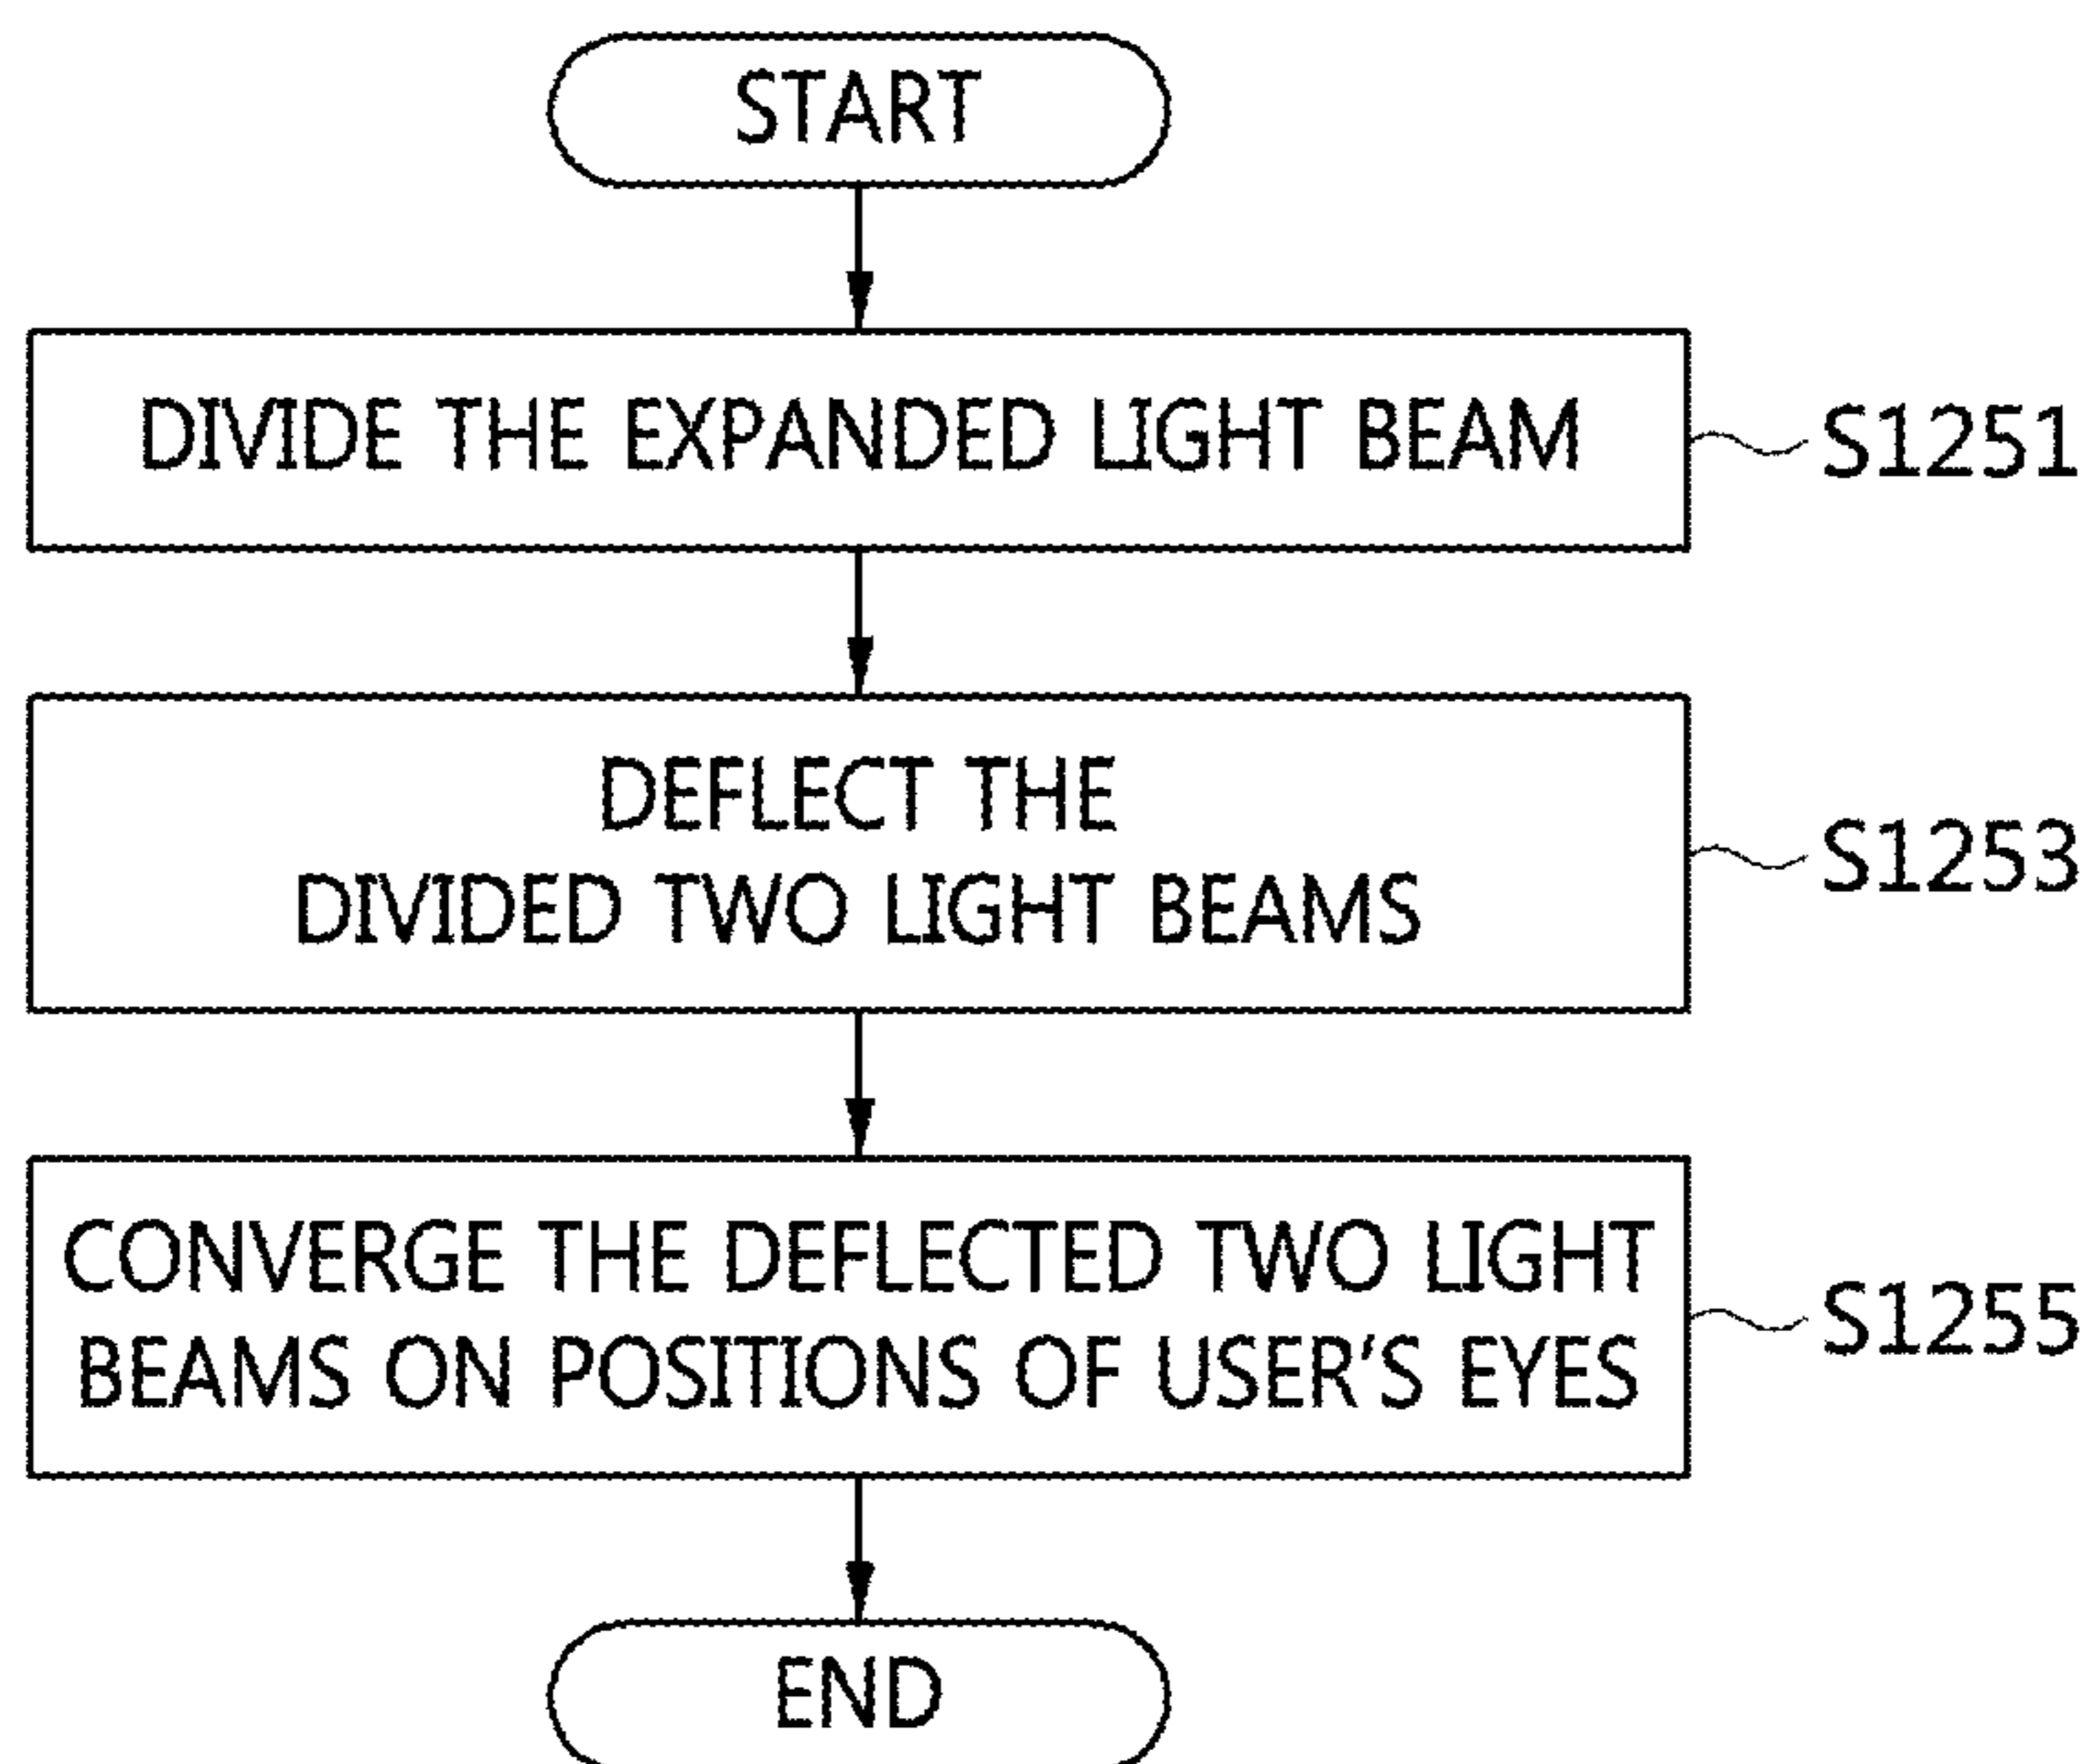 START
DIVIDE THE EXPANDED LIGHT BEAM
S1251
DEFLECT THE
DIVIDED TWO LIGHT BEAMS
S1253
CONVERGE THE DEFLECTED TWO LIGHT
BEAMS ON POSITIONS OF USER'S EYES
S1255
END